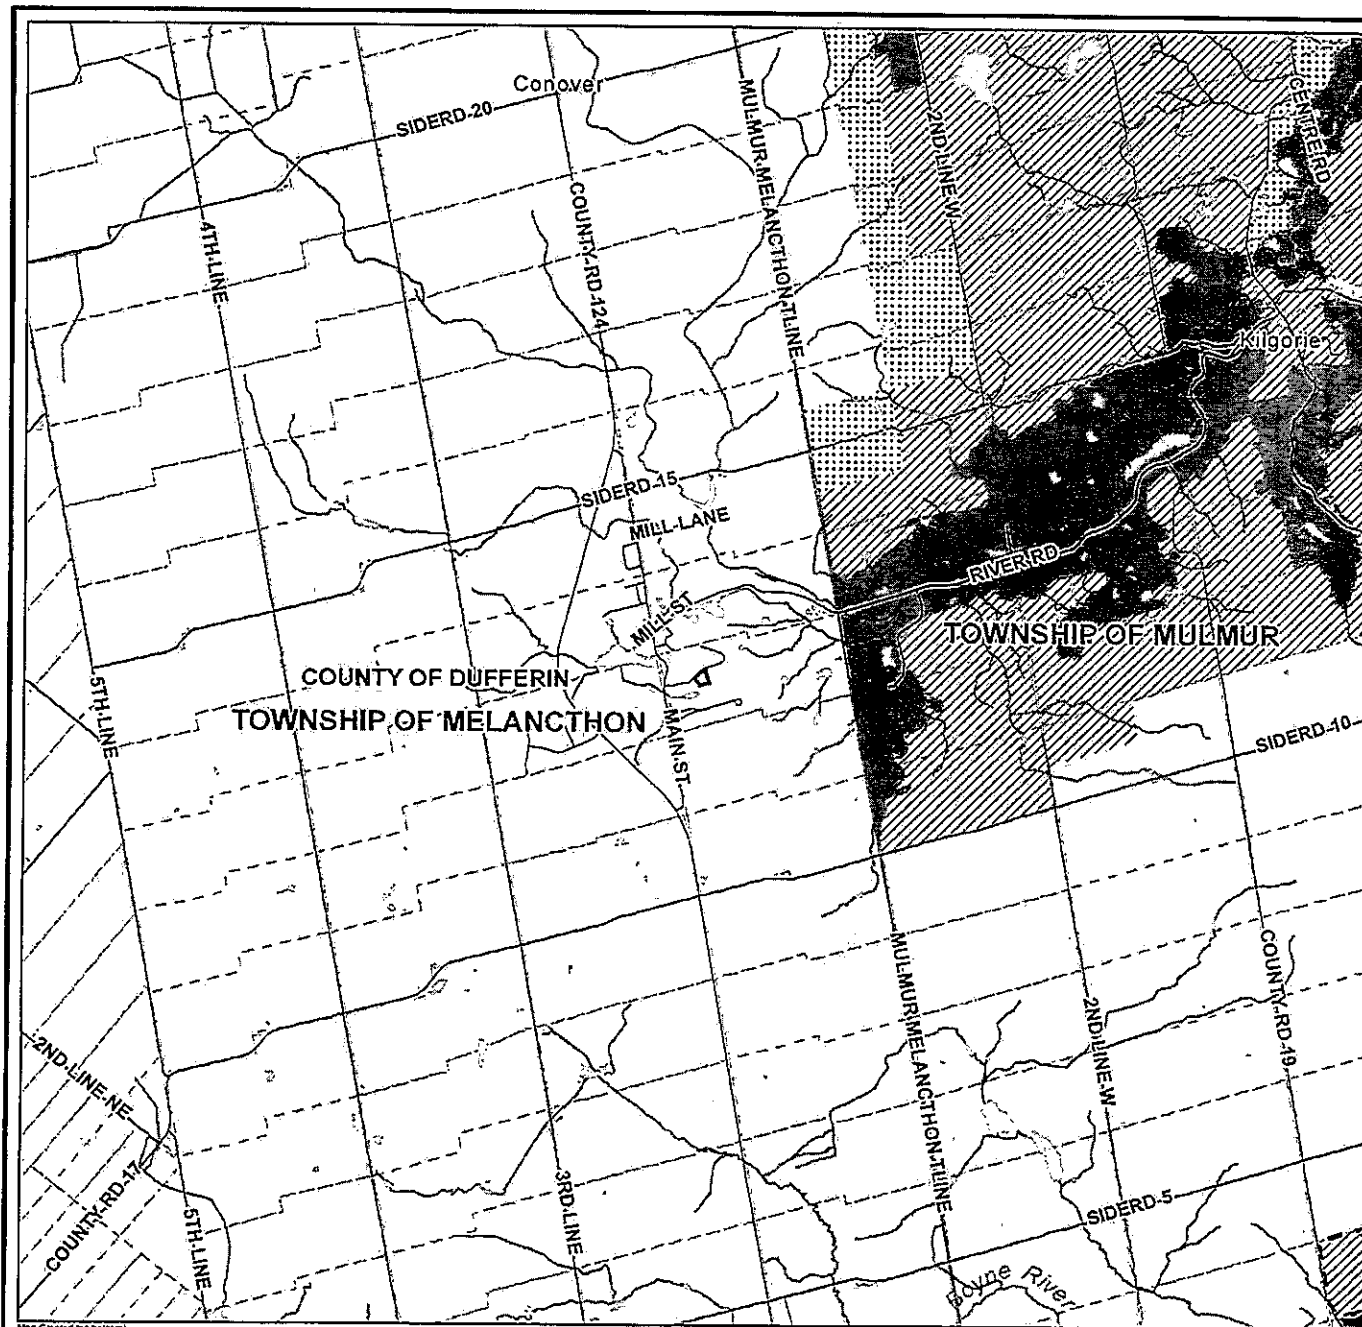 Conover
SIDERD 20
MULMUR MELANCTHON TLINE
2ND LINE W
CENTRE RD
4TH LINE
COUNTY RD 124
Kilgorie
SIDERD 15
MILL LANE
RIVER RD
MILL ST
TOWNSHIP OF MULMUR
COUNTY OF DUFFERIN
TOWNSHIP OF MELANCTHON
5TH LINE
MAIN ST
SIDERD 10
MULMUR MELANCTHON TLINE
2ND LINE W
COUNTY RD 19
2ND LINE NE
COUNTY RD 17
5TH LINE
3RD LINE
SIDERD 5
Boyne River